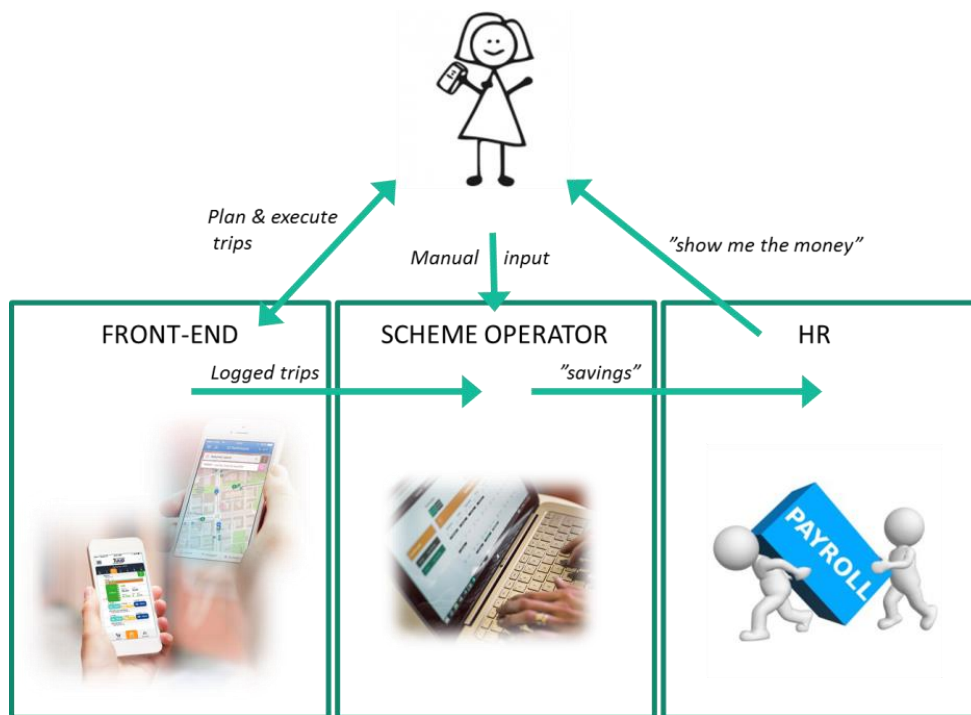 Plan & execute
trips
Manual input
"show me the money"
FRONT-END
SCHEME OPERATOR
HR
Logged trips
"savings"
PAYROLL